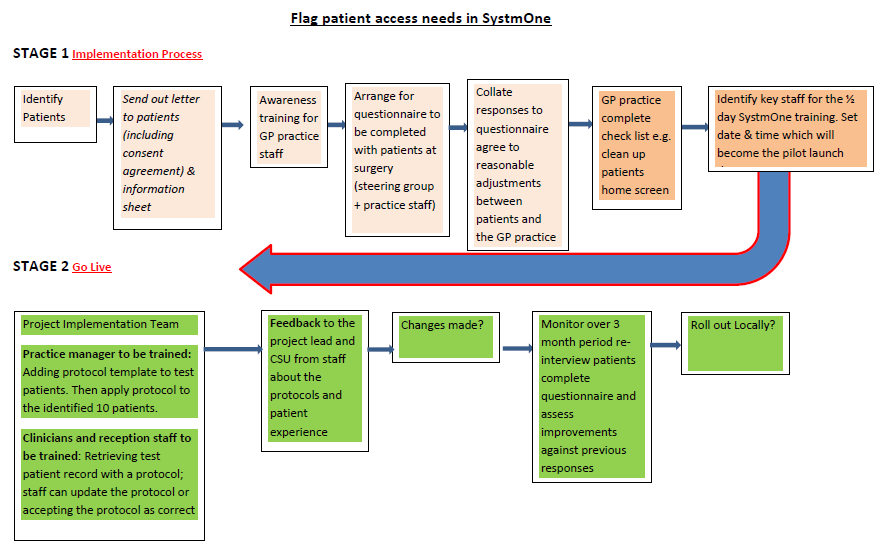 Flag patient access needs in SystmOne
STAGE 1 Implementation Process
Identify
Patients
Send out letter
to patients
(including
consent
agreement) &
information
sheet
Awareness
training for
GP practice
staff
Arrange for
questionnaire to
be completed
with patients at
surgery
(steering group
+ practice staff)
Collate
responses to
questionnaire
agree to
reasonable
adjustments
between
patients and
the GP practice
GP practice
complete
check list e.g.
clean up
patients
home screen
Identify key staff for the ½
day SystmOne training. Set
date & time which will
become the pilot launch
STAGE 2 Go Live
Project Implementation Team
Practice manager to be trained:
Adding protocol template to test
patients. Then apply protocol to
the identified 10 patients.
Clinicians and reception staff to
be trained: Retrieving test
patient record with a protocol;
staff can update the protocol or
accepting the protocol as correct
Feedback to the
project lead and
CSU from staff
about the
protocols and
patient
experience
Changes made?
Monitor over 3
month period re-
interview patients
complete
questionnaire and
assess
improvements
against previous
responses
Roll out Locally?